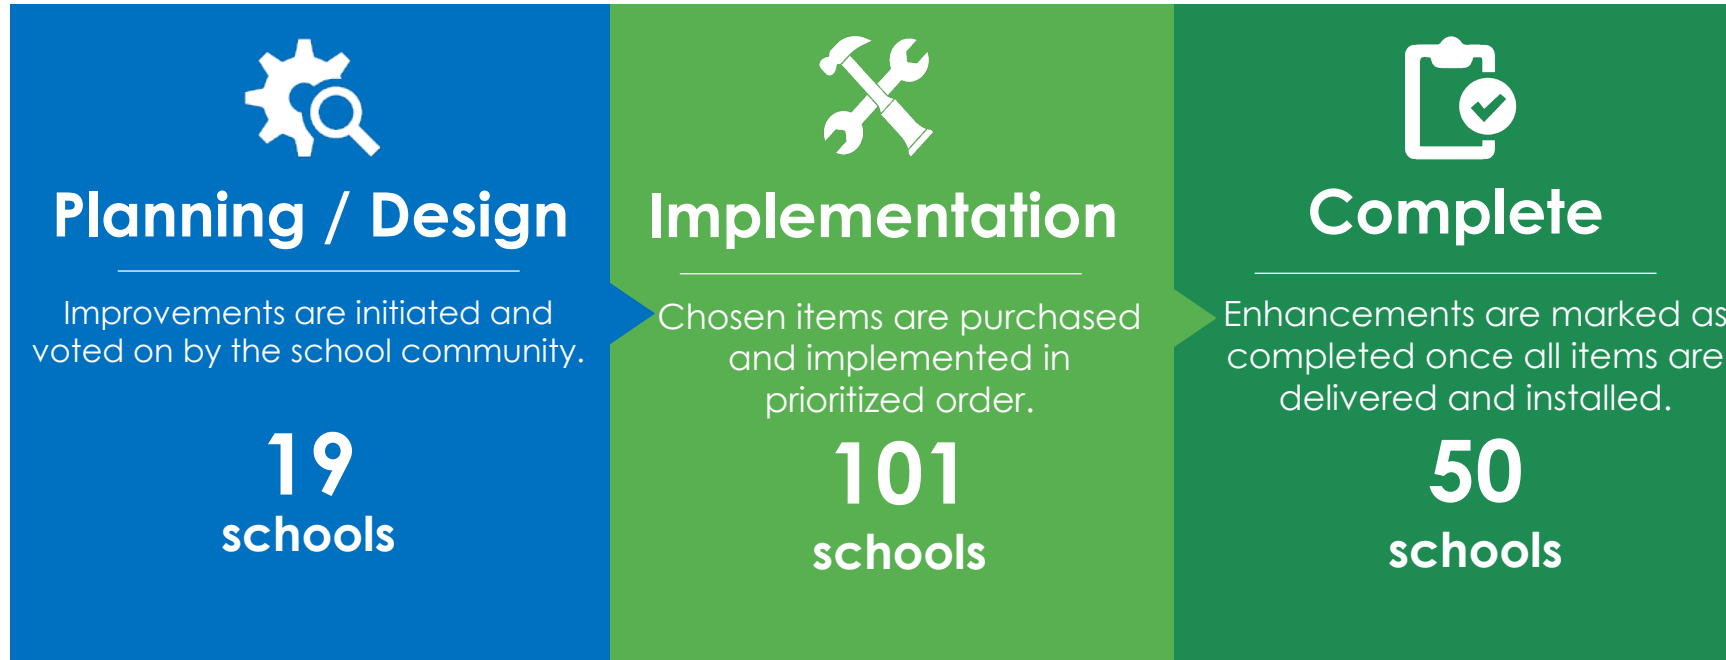 Planning / Design
Improvements are initiated and
voted on by the school community.
19
schools
Implementation
Chosen items are purchased
and implemented in
prioritized order.
101
schools
Complete
Enhancements are marked as
completed once all items are
delivered and installed.
50
schools